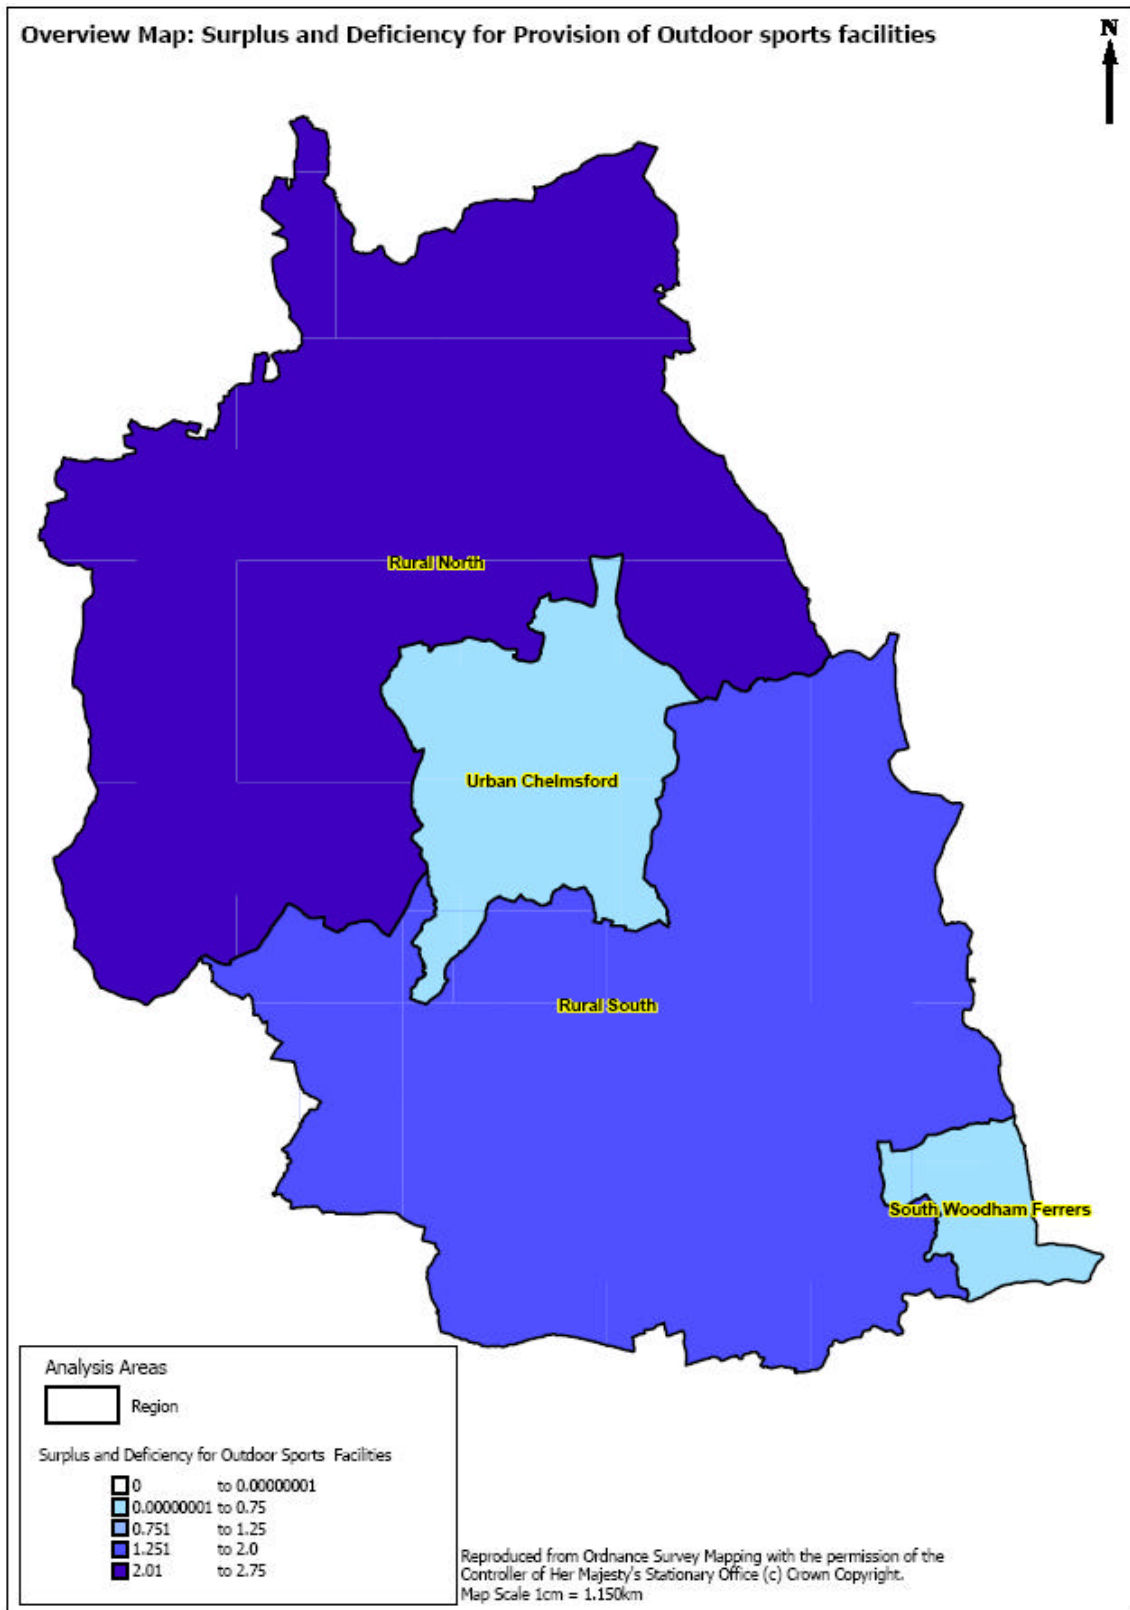 Overview Map: Surplus and Deficiency for Provision of Outdoor sports facilities
N
Rural North
Urban Chelmsford
Rural South
South Woodham Ferrers
Analysis Areas
Region
Surplus and Deficiency for Outdoor Sports Facilities
0 to 0.00000001
0.00000001 to 0.75
0.751 to 1.25
1.251 to 2.0
2.01 to 2.75
Reproduced from Ordnance Survey Mapping with the permission of the
Controller of Her Majesty's Stationary Office (c) Crown Copyright.
Map Scale 1cm = 1.150km